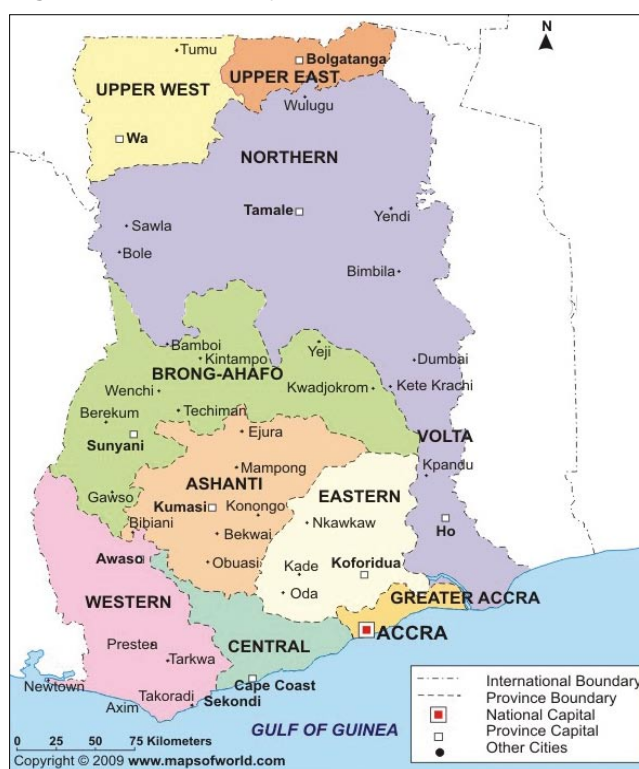 N
Tumu
Bolgatanga
UPPER EAST
UPPER WEST
Wulugu
Wa
NORTHERN
Tamale
Yendi
Sawla
Bole
Bimbila
Bamboi
Kintampo
Yeji
Dumbai
BRONG-AHAFO
Wenchi
Kwadjokrom
Kete Krachi
Berekum
Techiman
Sunyani
Ejura
VOLTA
Mampong
ASHANTI
Kpandu
Gawso
EASTERN
Kumasi
Konongo
Nkawkaw
Bibiani
Bekwai
Ho
Awaso
Obuasi
Kade
Koforidua
Oda
WESTERN
GREATER ACCRA
ACCRA
Prestea
CENTRAL
Tarkwa
Newtown
Cape Coast
Takoradi
Axim
Sekondi
GULF OF GUINEA
International Boundary
Province Boundary
National Capital
Province Capital
Other Cities
0 25 50 75 Kilometers
Copyright © 2009 www.mapsofworld.com